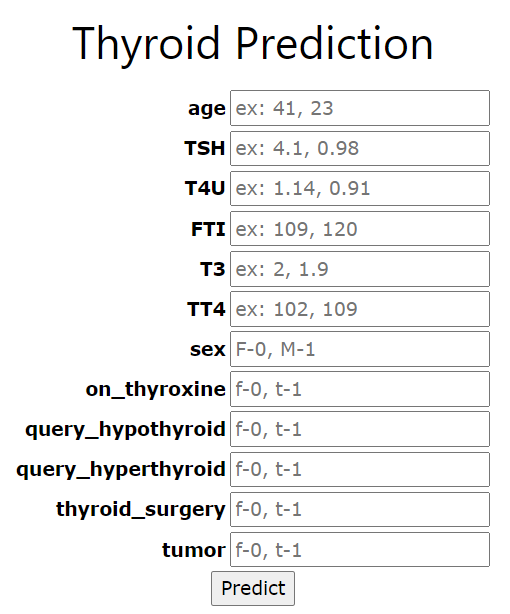 Thyroid Prediction
age ex: 41, 23
TSH ex: 4.1, 0.98
T4U ex: 1.14, 0.91
FTI ex: 109, 120
T3 ex: 2, 1.9
TT4 ex: 102, 109
sex F-0, M-1
on_thyroxine f-0, t-1
query_hypothyroid f-0, t-1
query_hyperthyroid f-0, t-1
thyroid_surgery f-0, t-1
tumor f-0, t-1
Predict